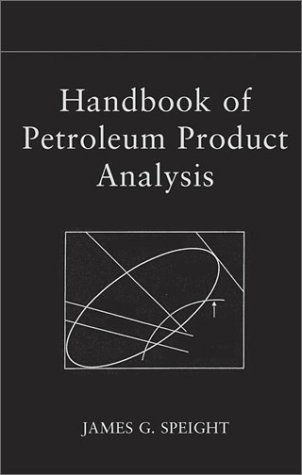 Handbook of
Petroleum Product
Analysis
JAMES G. SPEIGHT